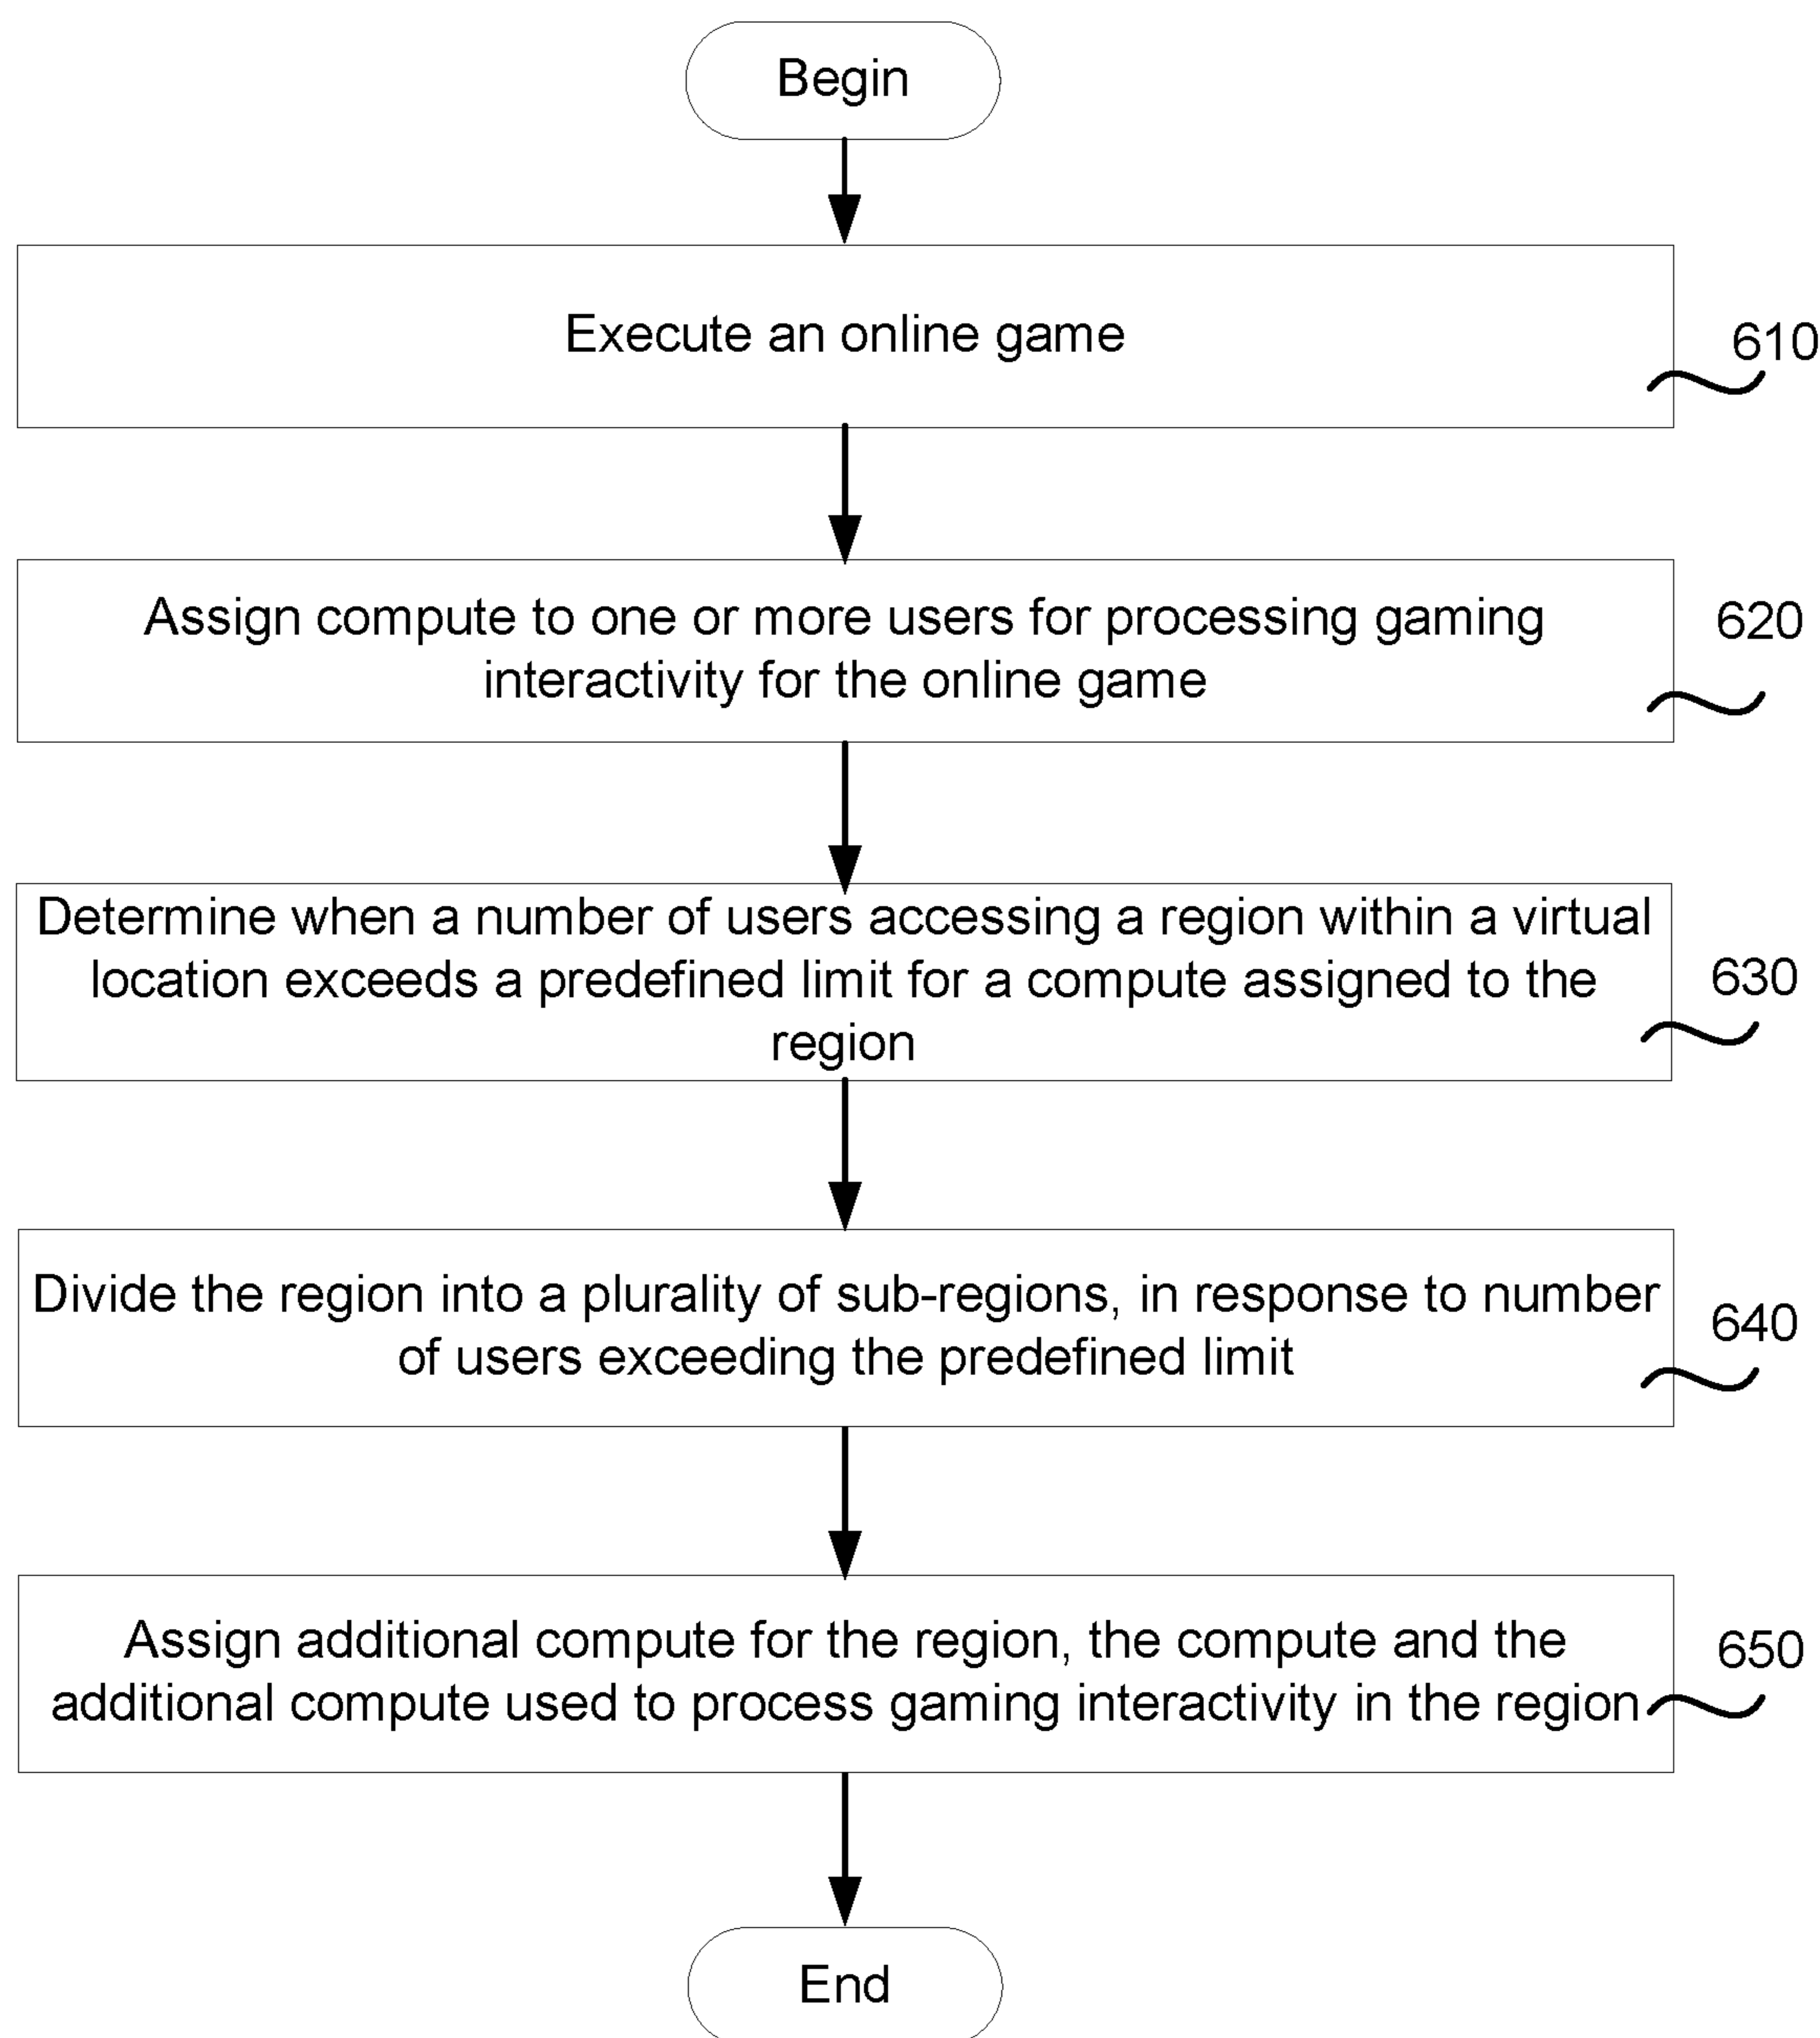 Begin
Execute an online game
610
Assign compute to one or more users for processing gaming
interactivity for the online game
620
Determine when a number of users accessing a region within a virtual
location exceeds a predefined limit for a compute assigned to the
region
630
Divide the region into a plurality of sub-regions, in response to number
of users exceeding the predefined limit
640
Assign additional compute for the region, the compute and the
additional compute used to process gaming interactivity in the region
650
End